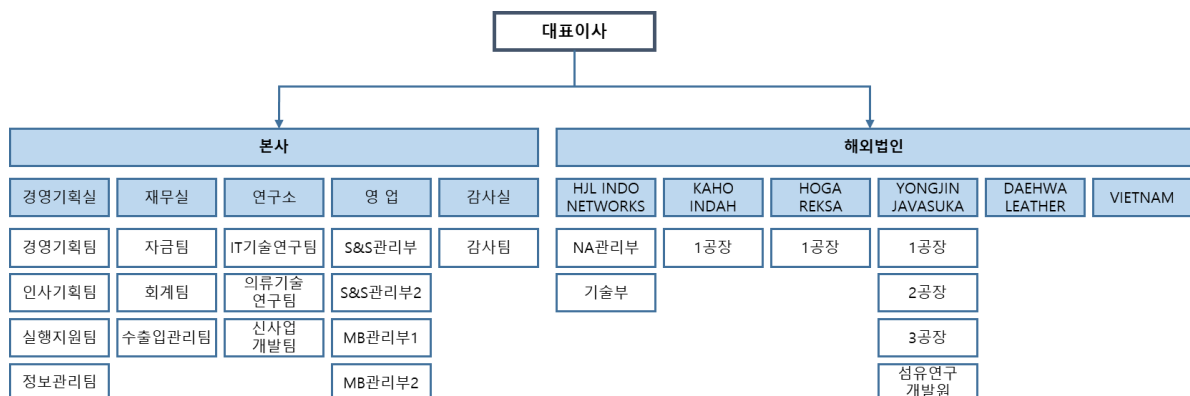 대표이사
본사
해외법인
경영기획실
재무실
연구소
영 업
감사실
HJL INDO
NETWORKS
KAHO
INDAH
HOGA
REKSA
YONGJIN
JAVASUKA
DAEHWA
LEATHER
VIETNAM
경영기획팀
자금팀
IT기술연구팀
S&S관리부
감사팀
NA관리부
1공장
1공장
1공장
인사기획팀
회계팀
의류기술
연구팀
S&S관리부2
기술부
2공장
실행지원팀
수출입관리팀
신사업
개발팀
MB관리부1
3공장
정보관리팀
MB관리부2
섬유연구
개발원